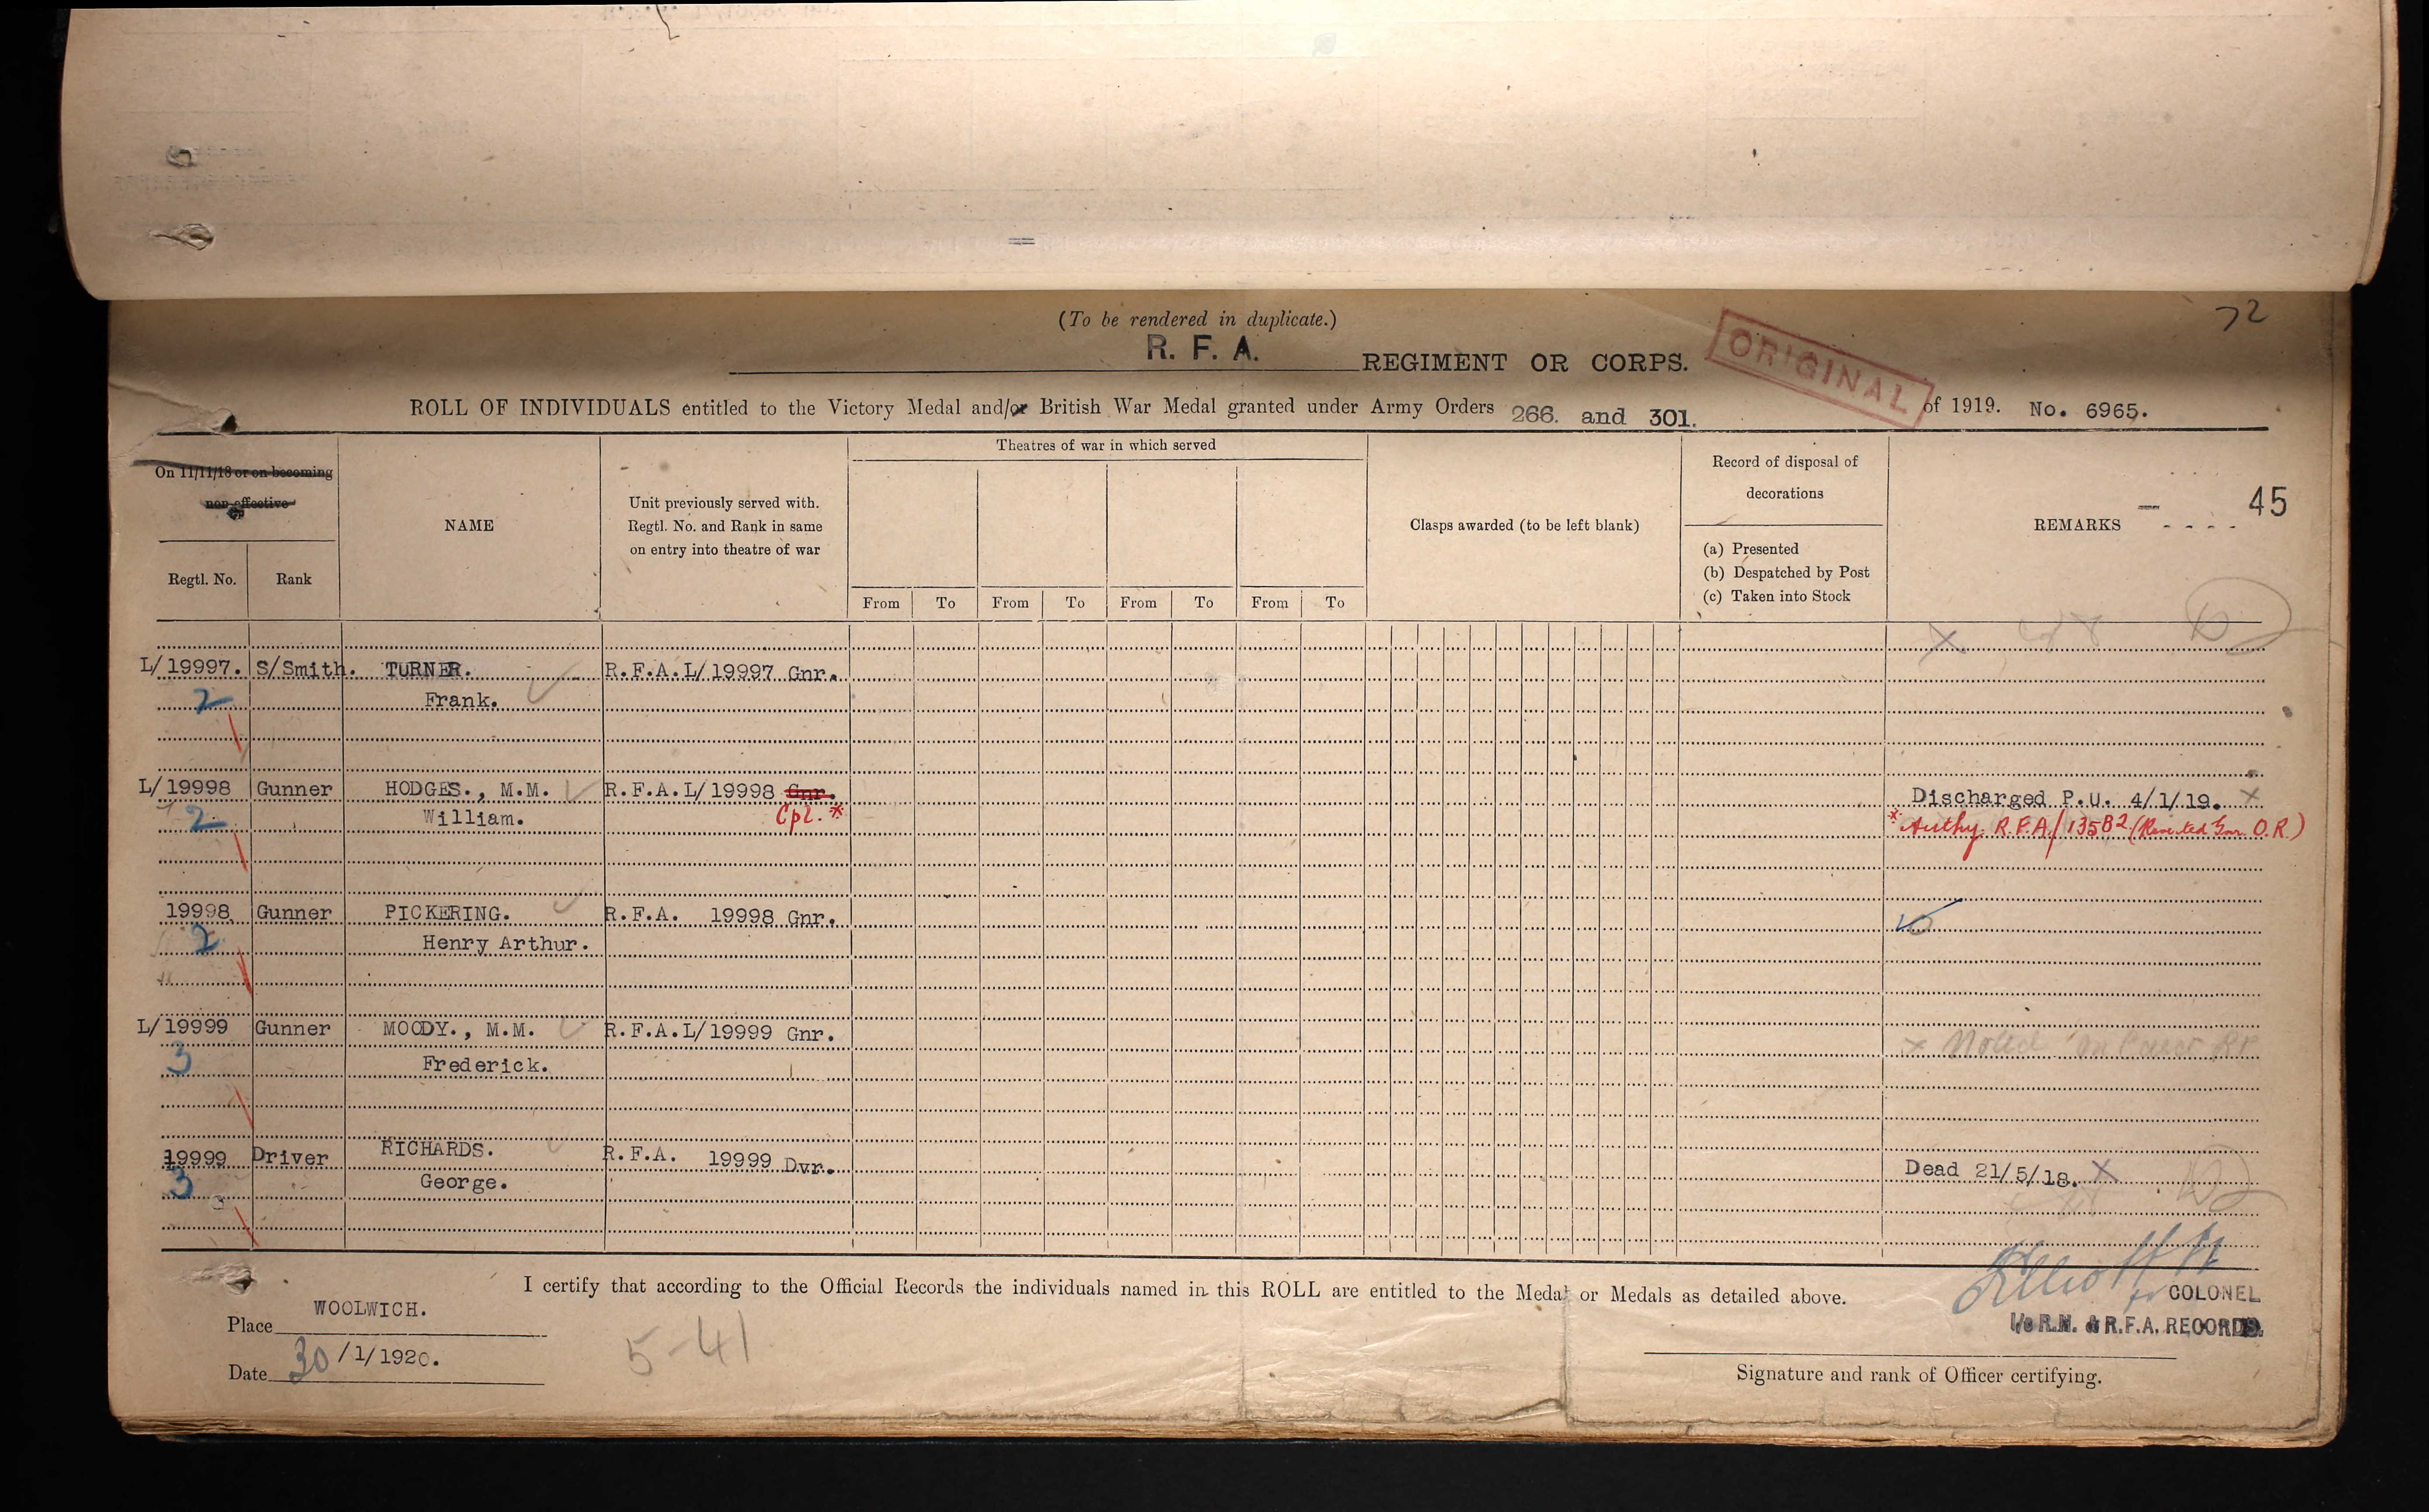 72
(To be rendered in duplicate.)
R. F. A. REGIMENT OR CORPS.
ORIGINAL
ROLL OF INDIVIDUALS entitled to the Victory Medal and/or British War Medal granted under Army Orders 266. and 301. of 1919. No. 6965.
On 11/11/18 or on becoming
non-effective
Regtl. No.
Rank
NAME
Unit previously served with.
Regtl. No. and Rank in same
on entry into theatre of war
Theatres of war in which served
From To From To From To From To
Clasps awarded (to be left blank)
Record of disposal of
decorations
(a) Presented
(b) Despatched by Post
(c) Taken into Stock
REMARKS
45
L/19997. S/Smith. TURNER. R.F.A. L/19997 Gnr.
2 Frank.
L/19998 Gunner HODGES., M.M. R.F.A. L/19998 Gnr. Discharged P.U. 4/1/19. X
2 William. Cpl. * * Authy. R.F.A/13582 (Reverted Gnr. O.R.)
19998 Gunner PICKERING. R.F.A. 19998 Gnr.
2 Henry Arthur.
L/19999 Gunner MOODY., M.M. R.F.A. L/19999 Gnr.
x Noted on
3 Frederick.
19999 Driver RICHARDS. R.F.A. 19999 Dvr. Dead 21/5/18. X
3 George.
I certify that according to the Official Records the individuals named in this ROLL are entitled to the Medal or Medals as detailed above.
Place WOOLWICH.
Date 30/1/1920.
5-41
Elliott
for COLONEL
I/c R.H. & R.F.A. RECORDS.
Signature and rank of Officer certifying.